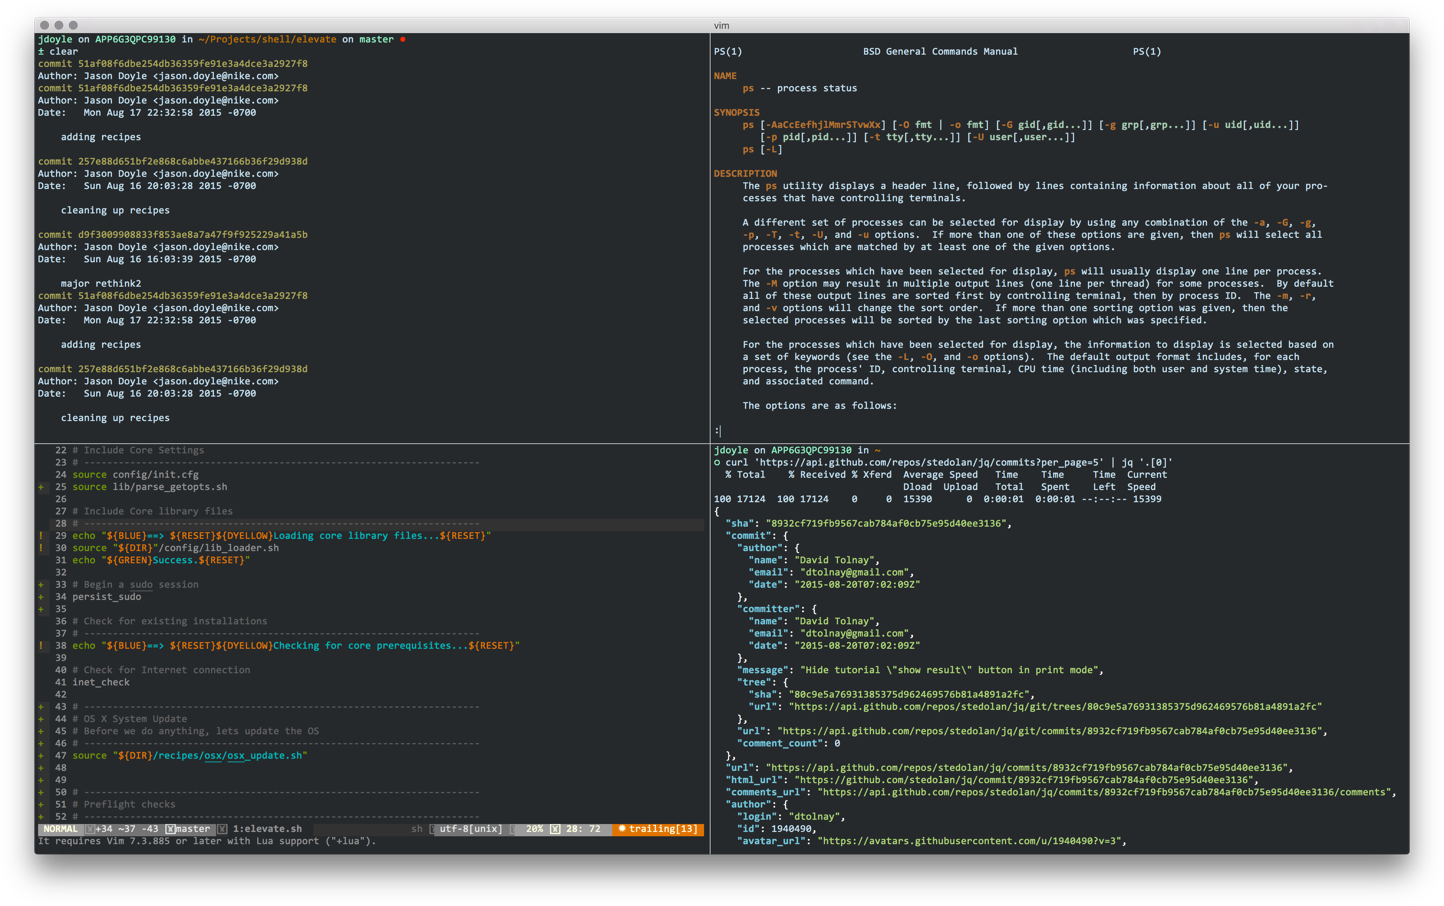 vim
jdoyle on APP6G3QPC99130 in ~/Projects/shell/elevate on master
± clear
commit 51af08f6dbe254db36359fe91e3a4dce3a2927f8
Author: Jason Doyle <jason.doyle@nike.com>
commit 51af08f6dbe254db36359fe91e3a4dce3a2927f8
Author: Jason Doyle <jason.doyle@nike.com>
Date:   Mon Aug 17 22:32:58 2015 -0700
adding recipes
commit 257e88d651bf2e868c6abbe437166b36f29d938d
Author: Jason Doyle <jason.doyle@nike.com>
Date:   Sun Aug 16 20:03:28 2015 -0700
cleaning up recipes
commit d9f3009908833f853ae8a7a47f9f925229a41a5b
Author: Jason Doyle <jason.doyle@nike.com>
Date:   Sun Aug 16 16:03:39 2015 -0700
major rethink2
commit 51af08f6dbe254db36359fe91e3a4dce3a2927f8
Author: Jason Doyle <jason.doyle@nike.com>
Date:   Mon Aug 17 22:32:58 2015 -0700
adding recipes
commit 257e88d651bf2e868c6abbe437166b36f29d938d
Author: Jason Doyle <jason.doyle@nike.com>
Date:   Sun Aug 16 20:03:28 2015 -0700
cleaning up recipes
PS(1)                     BSD General Commands Manual                    PS(1)
NAME
ps -- process status
SYNOPSIS
ps [-AaCcEefhjlMmrSTvwXx] [-O fmt | -o fmt] [-G gid[,gid...]] [-g grp[,grp...]] [-u uid[,uid...]]
[-p pid[,pid...]] [-t tty[,tty...]] [-U user[,user...]]
ps [-L]
DESCRIPTION
The ps utility displays a header line, followed by lines containing information about all of your pro-
cesses that have controlling terminals.
A different set of processes can be selected for display by using any combination of the -a, -G, -g,
-p, -T, -t, -U, and -u options.  If more than one of these options are given, then ps will select all
processes which are matched by at least one of the given options.
For the processes which have been selected for display, ps will usually display one line per process.
The -M option may result in multiple output lines (one line per thread) for some processes.  By default
all of these output lines are sorted first by controlling terminal, then by process ID.  The -m, -r,
and -v options will change the sort order.  If more than one sorting option was given, then the
selected processes will be sorted by the last sorting option which was specified.
For the processes which have been selected for display, the information to display is selected based on
a set of keywords (see the -L, -O, and -o options).  The default output format includes, for each
process, the process' ID, controlling terminal, CPU time (including both user and system time), state,
and associated command.
The options are as follows:
:
22 # Include Core Settings
23 # ---------------------------------------------------------------------
24 source config/init.cfg
+ 25 source lib/parse_getopts.sh
26
27 # Include Core library files
28 # ---------------------------------------------------------------------
! 29 echo "${BLUE}==> ${RESET}${DYELLOW}Loading core library files...${RESET}"
! 30 source "${DIR}"/config/lib_loader.sh
31 echo "${GREEN}Success.${RESET}"
32
+ 33 # Begin a sudo session
+ 34 persist_sudo
+ 35
36 # Check for existing installations
37 # ---------------------------------------------------------------------
! 38 echo "${BLUE}==> ${RESET}${DYELLOW}Checking for core prerequisites...${RESET}"
39
40 # Check for Internet connection
41 inet_check
42
+ 43 # ---------------------------------------------------------------------
+ 44 # OS X System Update
+ 45 # Before we do anything, lets update the OS
+ 46 # ---------------------------------------------------------------------
+ 47 source "${DIR}/recipes/osx/osx_update.sh"
+ 48
+ 49
+ 50 # ---------------------------------------------------------------------
+ 51 # Preflight checks
+ 52 # ---------------------------------------------------------------------
NORMAL +34 ~37 -43 master 1:elevate.sh sh utf-8[unix] 20% 28: 72 trailing[13]
It requires Vim 7.3.885 or later with Lua support ("+lua").
jdoyle on APP6G3QPC99130 in ~
○ curl 'https://api.github.com/repos/stedolan/jq/commits?per_page=5' | jq '.[0]'
% Total    % Received % Xferd  Average Speed   Time    Time     Time  Current
Dload  Upload   Total   Spent    Left  Speed
100 17124  100 17124    0     0  15390      0  0:00:01  0:00:01 --:--:-- 15399
{
"sha": "8932cf719fb9567cab784af0cb75e95d40ee3136",
"commit": {
"author": {
"name": "David Tolnay",
"email": "dtolnay@gmail.com",
"date": "2015-08-20T07:02:09Z"
},
"committer": {
"name": "David Tolnay",
"email": "dtolnay@gmail.com",
"date": "2015-08-20T07:02:09Z"
},
"message": "Hide tutorial \"show result\" button in print mode",
"tree": {
"sha": "80c9e5a76931385375d962469576b81a4891a2fc",
"url": "https://api.github.com/repos/stedolan/jq/git/trees/80c9e5a76931385375d962469576b81a4891a2fc"
},
"url": "https://api.github.com/repos/stedolan/jq/git/commits/8932cf719fb9567cab784af0cb75e95d40ee3136",
"comment_count": 0
},
"url": "https://api.github.com/repos/stedolan/jq/commits/8932cf719fb9567cab784af0cb75e95d40ee3136",
"html_url": "https://github.com/stedolan/jq/commit/8932cf719fb9567cab784af0cb75e95d40ee3136",
"comments_url": "https://api.github.com/repos/stedolan/jq/commits/8932cf719fb9567cab784af0cb75e95d40ee3136/comments",
"author": {
"login": "dtolnay",
"id": 1940490,
"avatar_url": "https://avatars.githubusercontent.com/u/1940490?v=3",